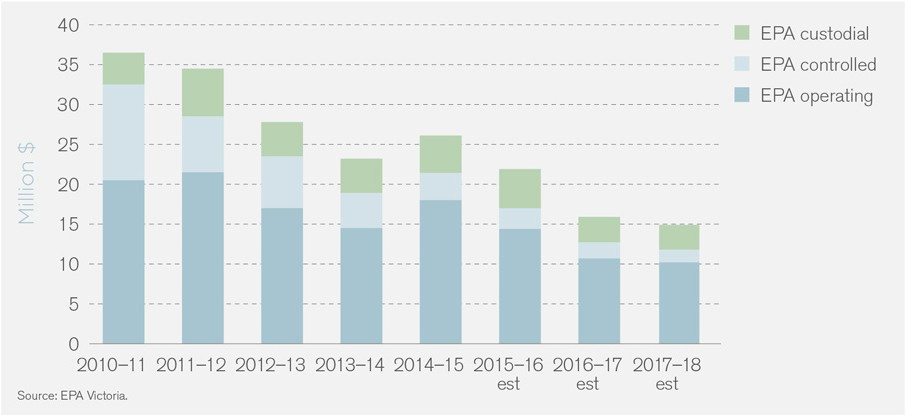 40
35
30
25
20
15
10
5
0
Million $
2010–11 2011–12 2012–13 2013–14 2014–15 2015–16 2016–17 2017–18
est est est
EPA custodial
EPA controlled
EPA operating
Source: EPA Victoria.